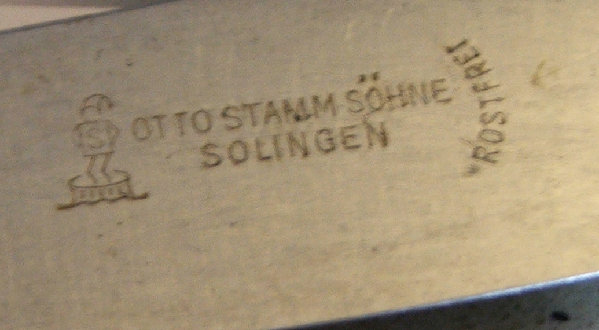 OTTO STAMM SÖHNE
SOLINGEN
ROSTFREI